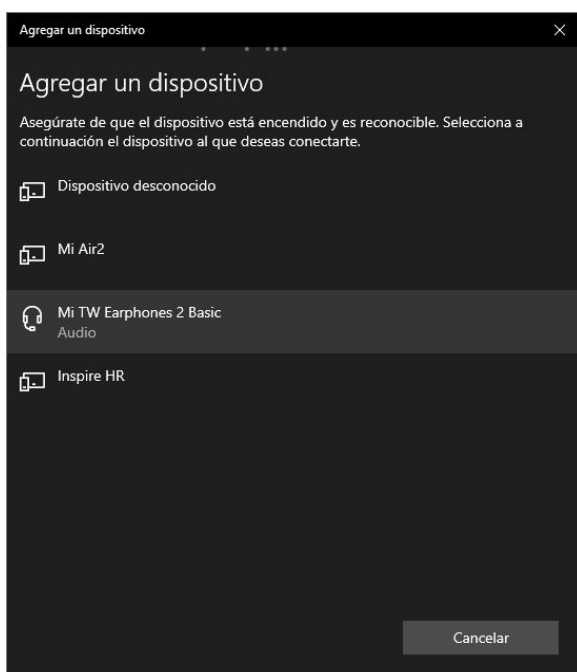 Agregar un dispositivo
Agregar un dispositivo
Asegúrate de que el dispositivo está encendido y es reconocible. Selecciona a
continuación el dispositivo al que deseas conectarte.
Dispositivo desconocido
Mi Air2
Mi TW Earphones 2 Basic
Audio
Inspire HR
Cancelar